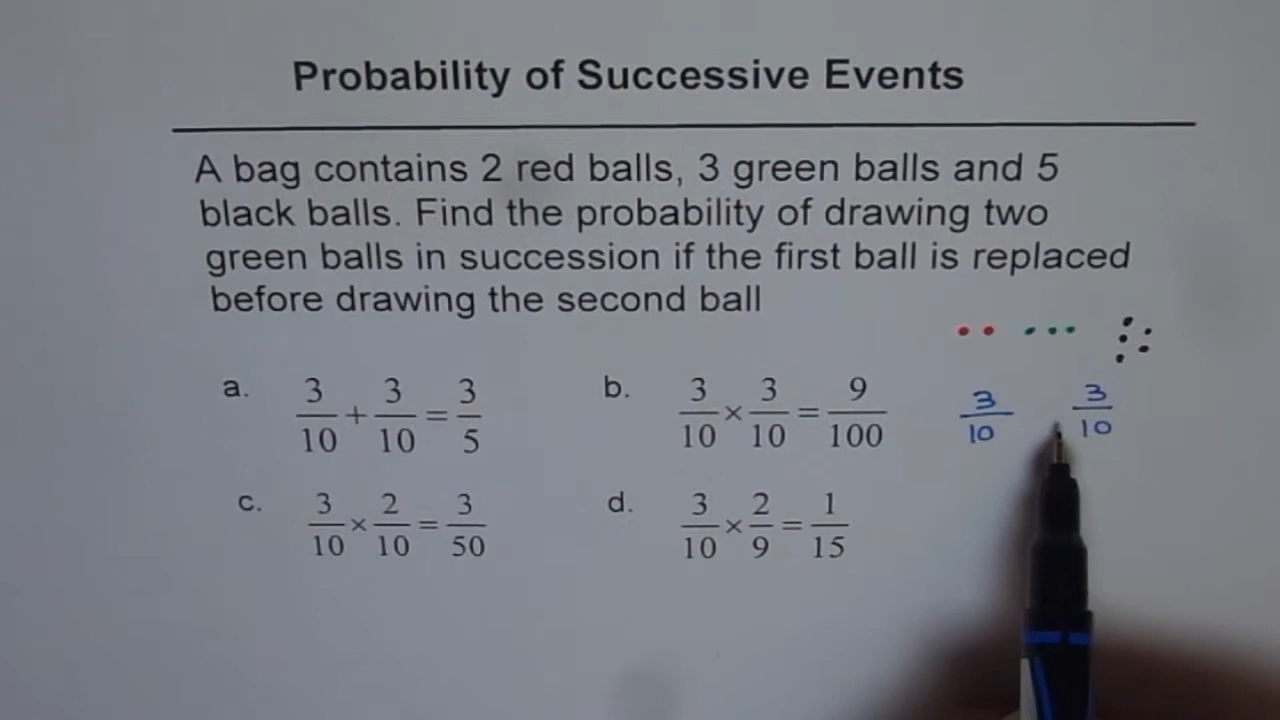 Probability of Successive Events
A bag contains 2 red balls, 3 green balls and 5
black balls. Find the probability of drawing two
green balls in succession if the first ball is replaced
before drawing the second ball
a. 3/10 + 3/10 = 3/5
b. 3/10 × 3/10 = 9/100
3/10 3/10
c. 3/10 × 2/10 = 3/50
d. 3/10 × 2/9 = 1/15